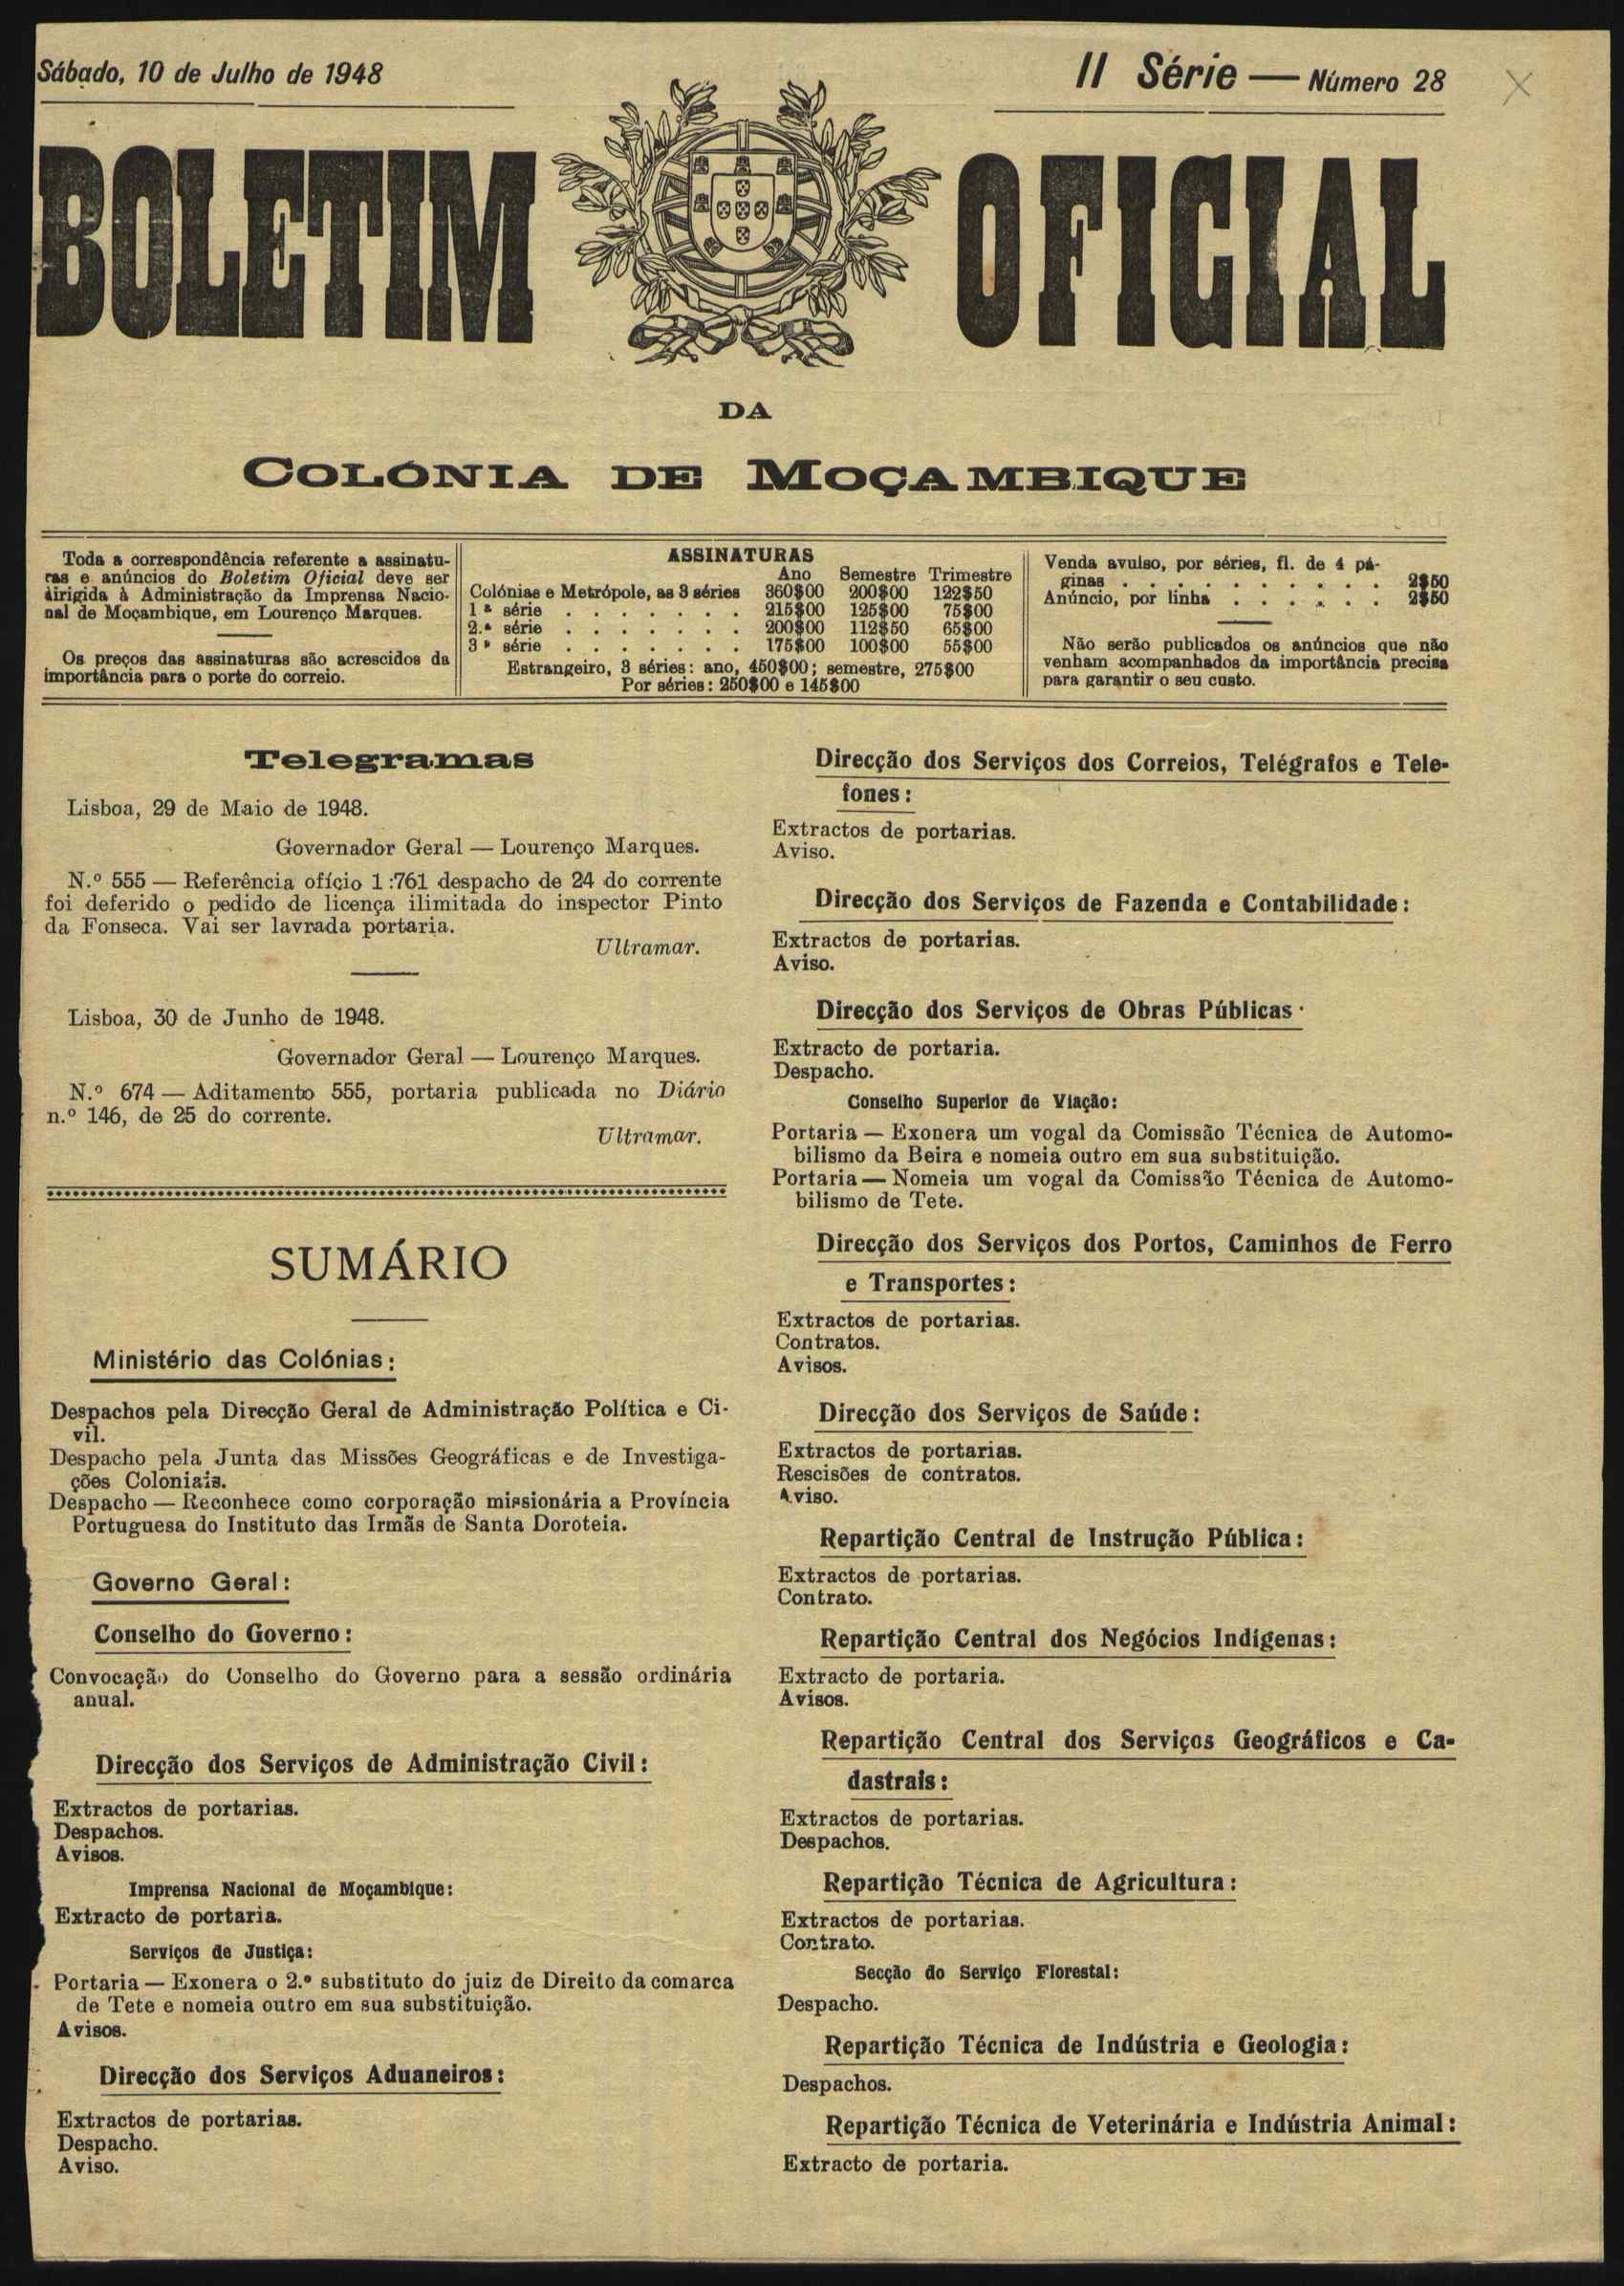 Sábado, 10 de Julho de 1948
II Série — Número 28
BOLETIM OFICIAL
DA
COLÓNIA DE MOÇAMBIQUE
Toda a correspondência referente a assinatu-
ras e anúncios do Boletim Oficial deve ser
dirigida à Administração da Imprensa Nacio-
nal de Moçambique, em Lourenço Marques.
Os preços das assinaturas são acrescidos da
importância para o porte do correio.
ASSINATURAS
Ano Semestre Trimestre
Colónias e Metrópole, as 3 séries 360$00 200$00 122$50
1.ª série . . . . . . . 215$00 125$00 75$00
2.ª série . . . . . . . 200$00 112$50 65$00
3.ª série . . . . . . . 175$00 100$00 55$00
Estrangeiro, 3 séries: ano, 450$00; semestre, 275$00
Por séries: 250$00 e 145$00
Venda avulso, por séries, fl. de 4 pá-
ginas . . . . . . . . . . 2$50
Anúncio, por linha . . . . . . 2$50
Não serão publicados os anúncios que não
venham acompanhados da importância precisa
para garantir o seu custo.
Telegramas
Lisboa, 29 de Maio de 1948.
Governador Geral — Lourenço Marques.
N.º 555 — Referência ofício 1:761 despacho de 24 do corrente
foi deferido o pedido de licença ilimitada do inspector Pinto
da Fonseca. Vai ser lavrada portaria.
Ultramar.
Lisboa, 30 de Junho de 1948.
Governador Geral — Lourenço Marques.
N.º 674 — Aditamento 555, portaria publicada no Diário
n.º 146, de 25 do corrente.
Ultramar.
SUMÁRIO
Ministério das Colónias:
Despachos pela Direcção Geral de Administração Política e Ci-
vil.
Despacho pela Junta das Missões Geográficas e de Investiga-
ções Coloniais.
Despacho — Reconhece como corporação missionária a Província
Portuguesa do Instituto das Irmãs de Santa Doroteia.
Governo Geral:
Conselho do Governo:
Convocação do Conselho do Governo para a sessão ordinária
anual.
Direcção dos Serviços de Administração Civil:
Extractos de portarias.
Despachos.
Avisos.
Imprensa Nacional de Moçambique:
Extracto de portaria.
Serviços de Justiça:
Portaria — Exonera o 2.º substituto do juiz de Direito da comarca
de Tete e nomeia outro em sua substituição.
Avisos.
Direcção dos Serviços Aduaneiros:
Extractos de portarias.
Despacho.
Aviso.
Direcção dos Serviços dos Correios, Telégrafos e Tele-
fones:
Extractos de portarias.
Aviso.
Direcção dos Serviços de Fazenda e Contabilidade:
Extractos de portarias.
Aviso.
Direcção dos Serviços de Obras Públicas:
Extracto de portaria.
Despacho.
Conselho Superior de Viação:
Portaria — Exonera um vogal da Comissão Técnica de Automo-
bilismo da Beira e nomeia outro em sua substituição.
Portaria — Nomeia um vogal da Comissão Técnica de Automo-
bilismo de Tete.
Direcção dos Serviços dos Portos, Caminhos de Ferro
e Transportes:
Extractos de portarias.
Contratos.
Avisos.
Direcção dos Serviços de Saúde:
Extractos de portarias.
Rescisões de contratos.
Aviso.
Repartição Central de Instrução Pública:
Extractos de portarias.
Contrato.
Repartição Central dos Negócios Indígenas:
Extracto de portaria.
Avisos.
Repartição Central dos Serviços Geográficos e Ca-
dastrais:
Extractos de portarias.
Despachos.
Repartição Técnica de Agricultura:
Extractos de portarias.
Contrato.
Secção do Serviço Florestal:
Despacho.
Repartição Técnica de Indústria e Geologia:
Despachos.
Repartição Técnica de Veterinária e Indústria Animal:
Extracto de portaria.